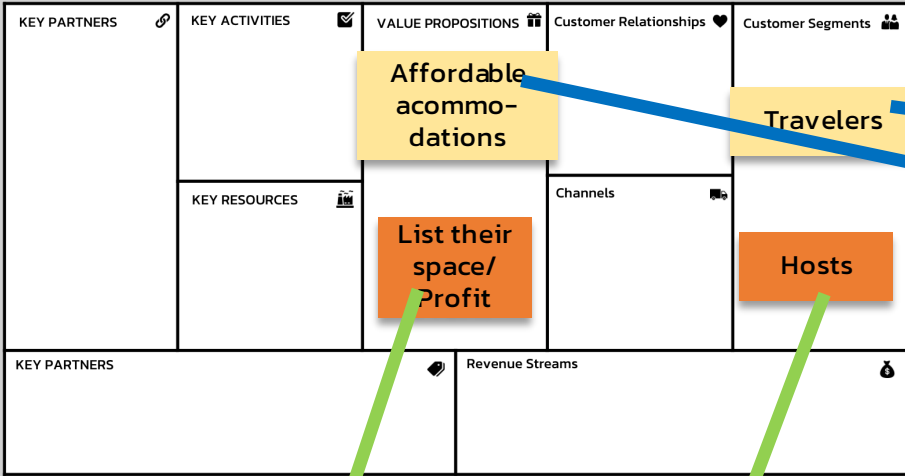 KEY PARTNERS
KEY ACTIVITIES
VALUE PROPOSITIONS
Customer Relationships
Customer Segments
Affordable
acommo-
dations
Travelers
KEY RESOURCES
Channels
List their
space/
Profit
Hosts
KEY PARTNERS
Revenue Streams
$